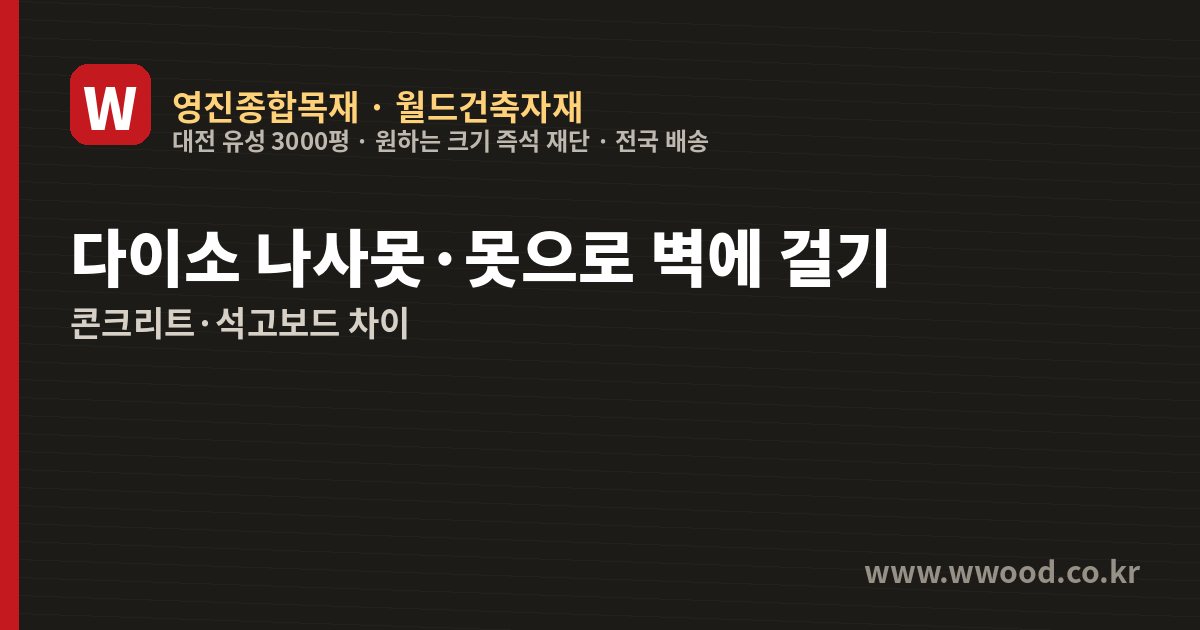 W
영진종합목재 · 월드건축자재
대전 유성 3000평 · 원하는 크기 즉석 재단 · 전국 배송
다이소 나사못·못으로 벽에 걸기
콘크리트·석고보드 차이
www.wwood.co.kr